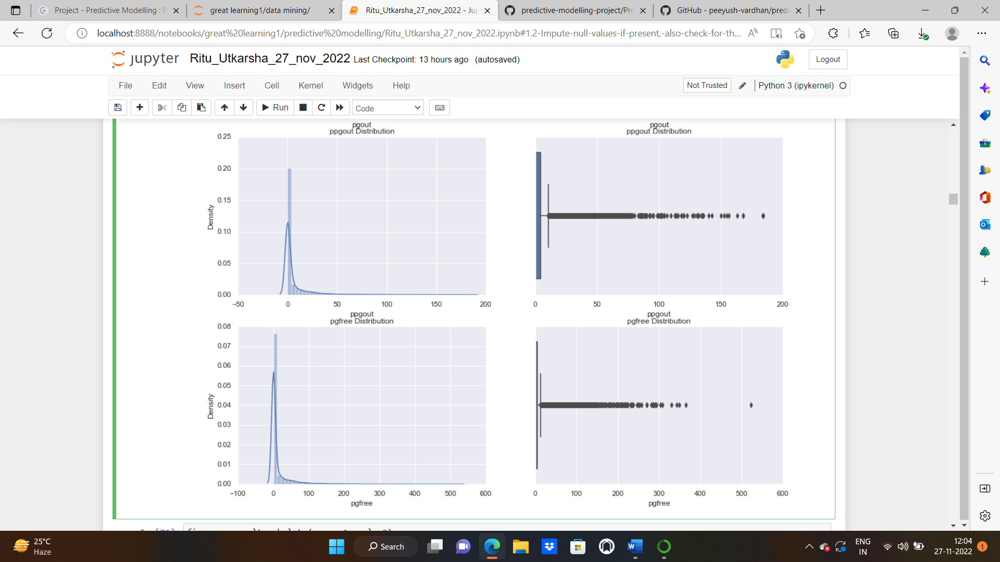 Project - Predictive Modelling : P
great learning1/data mining/
Ritu_Utkarsha_27_nov_2022 - Jup
predictive-modelling-project/Pro
GitHub - peeyush-vardhan/predi
localhost:8888/notebooks/great%20learning1/predictive%20modelling/Ritu_Utkarsha_27_nov_2022.ipynb#1.2-Impute-null-values-if-present,-also-check-for-th...
jupyter Ritu_Utkarsha_27_nov_2022 Last Checkpoint: 13 hours ago (autosaved)
Logout
File Edit View Insert Cell Kernel Widgets Help
Not Trusted Python 3 (ipykernel)
Run Code
pgout pgout
ppgout Distribution ppgout Distribution
0.25
0.20
0.15
0.10
0.05
0.00
Density
−50 0 50 100 150 200
0 50 100 150 200
ppgout ppgout
pgfree Distribution pgfree Distribution
0.08
0.07
0.06
0.05
0.04
0.03
0.02
0.01
0.00
Density
−100 0 100 200 300 400 500 600
0 100 200 300 400 500 600
pgfree pgfree
25°C
Haze
Search
ENG
IN
12:04
27-11-2022
1